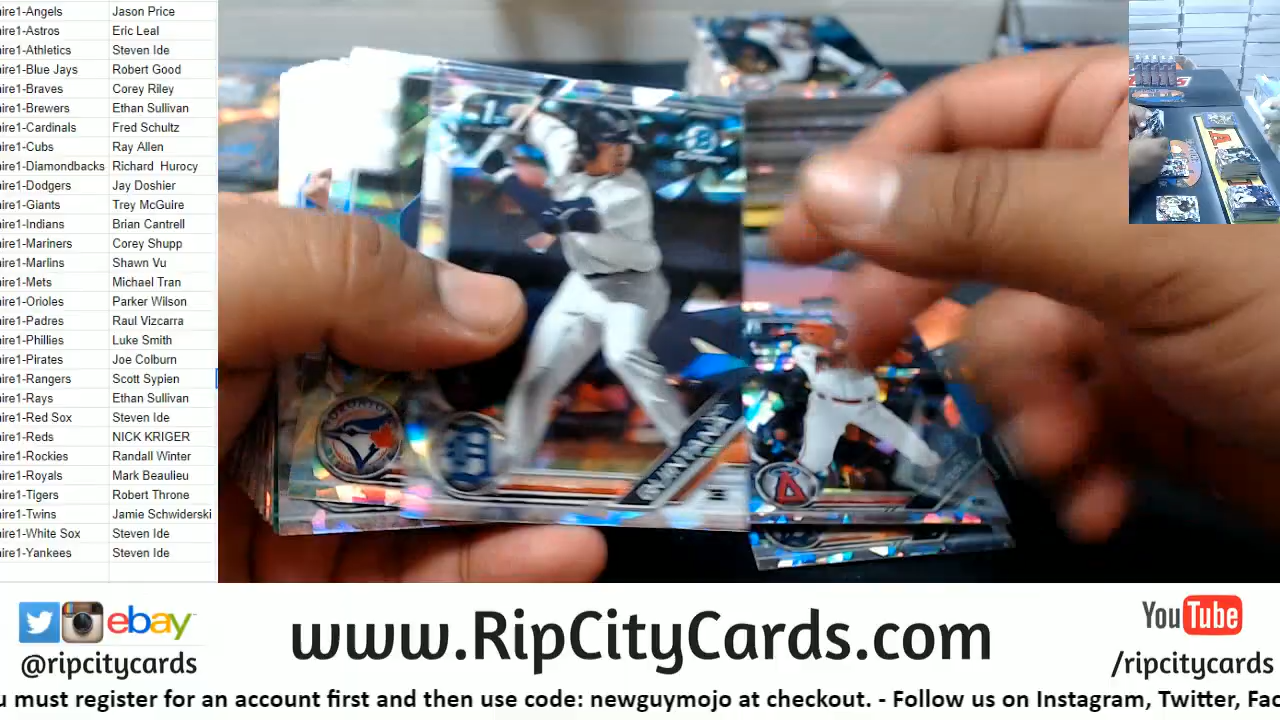 ire1-Angels Jason Price
ire1-Astros Eric Leal
ire1-Athletics Steven Ide
ire1-Blue Jays Robert Good
ire1-Braves Corey Riley
ire1-Brewers Ethan Sullivan
ire1-Cardinals Fred Schultz
ire1-Cubs Ray Allen
ire1-Diamondbacks Richard Hurocy
ire1-Dodgers Jay Doshier
ire1-Giants Trey McGuire
ire1-Indians Brian Cantrell
ire1-Mariners Corey Shupp
ire1-Marlins Shawn Vu
ire1-Mets Michael Tran
ire1-Orioles Parker Wilson
ire1-Padres Raul Vizcarra
ire1-Phillies Luke Smith
ire1-Pirates Joe Colburn
ire1-Rangers Scott Sypien
ire1-Rays Ethan Sullivan
ire1-Red Sox Steven Ide
ire1-Reds NICK KRIGER
ire1-Rockies Randall Winter
ire1-Royals Mark Beaulieu
ire1-Tigers Robert Throne
ire1-Twins Jamie Schwiderski
ire1-White Sox Steven Ide
ire1-Yankees Steven Ide
1st
D
A
ebay
@ripcitycards
www.RipCityCards.com
YouTube
/ripcitycards
u must register for an account first and then use code: newguymojo at checkout. - Follow us on Instagram, Twitter, Fac